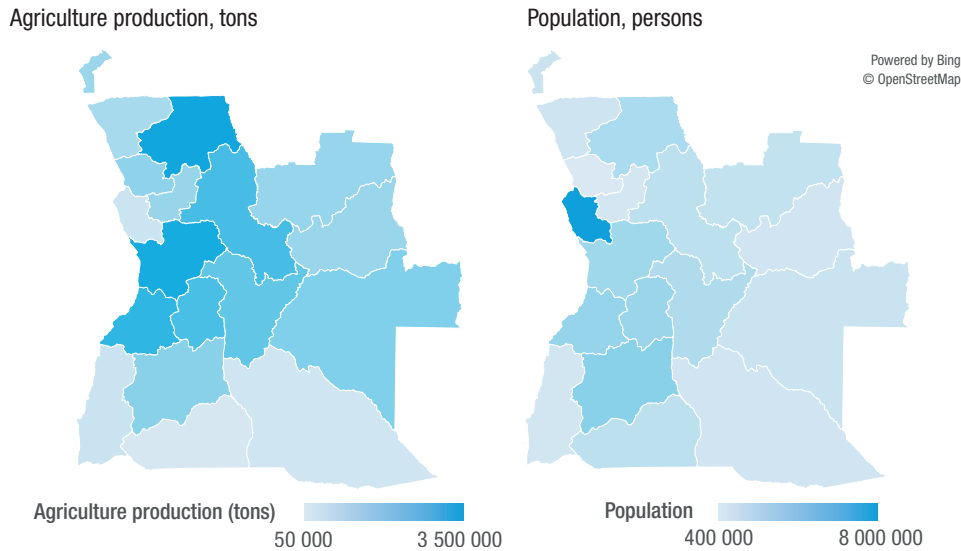 Agriculture production, tons
Population, persons
Powered by Bing
© OpenStreetMap
Agriculture production (tons)
50 000
3 500 000
Population
400 000
8 000 000